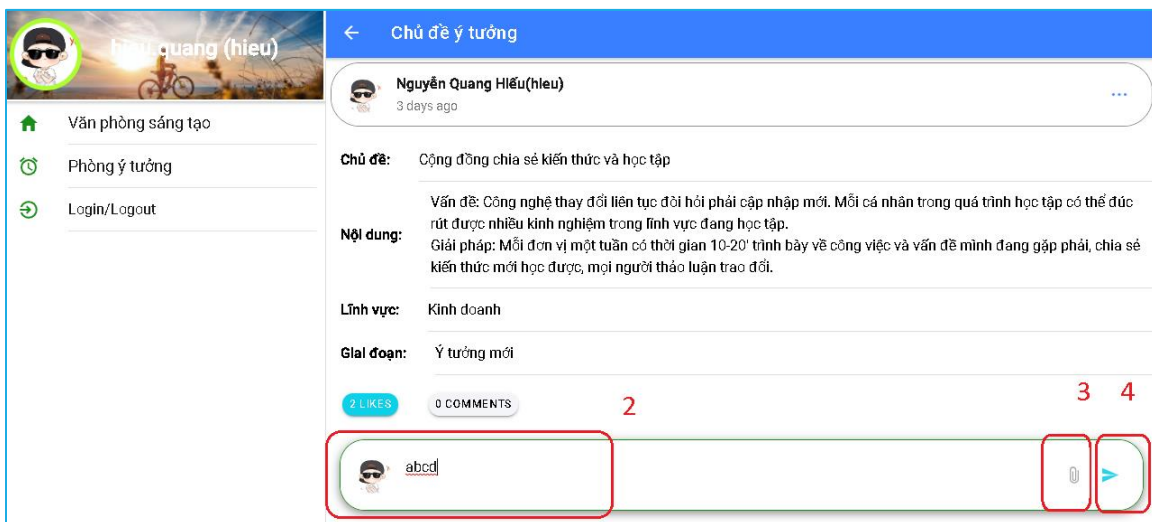 hieu.quang (hieu)
Văn phòng sáng tạo
Phòng ý tưởng
Login/Logout
Chủ đề ý tưởng
Nguyễn Quang Hiếu(hieu)
3 days ago
Chủ đề: Cộng đồng chia sẻ kiến thức và học tập
Nội dung: Vấn đề: Công nghệ thay đổi liên tục đòi hỏi phải cập nhập mới. Mỗi cá nhân trong quá trình học tập có thể đúc
rút được nhiều kinh nghiệm trong lĩnh vực đang học tập.
Giải pháp: Mỗi đơn vị một tuần có thời gian 10-20' trình bày về công việc và vấn đề mình đang gặp phải, chia sẻ
kiến thức mới học được, mọi người thảo luận trao đổi.
Lĩnh vực: Kinh doanh
Giai đoạn: Ý tưởng mới
2 LIKES 0 COMMENTS
2 3 4
abcd